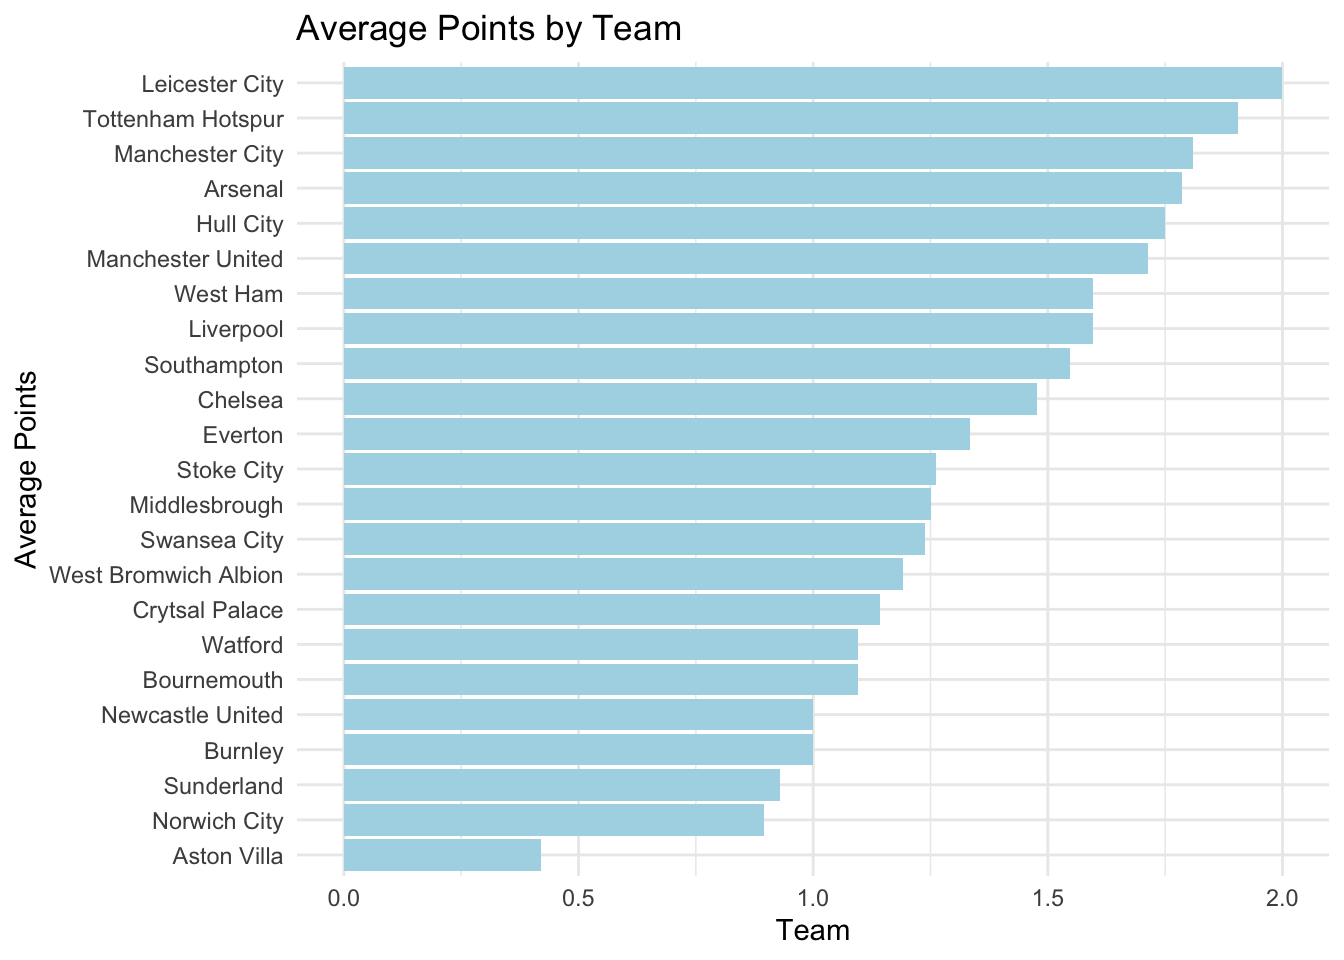 Average Points by Team
Leicester City
Tottenham Hotspur
Manchester City
Arsenal
Hull City
Manchester United
West Ham
Liverpool
Southampton
Chelsea
Everton
Stoke City
Middlesbrough
Swansea City
West Bromwich Albion
Crytsal Palace
Watford
Bournemouth
Newcastle United
Burnley
Sunderland
Norwich City
Aston Villa
Average Points
0.0 0.5 1.0 1.5 2.0
Team